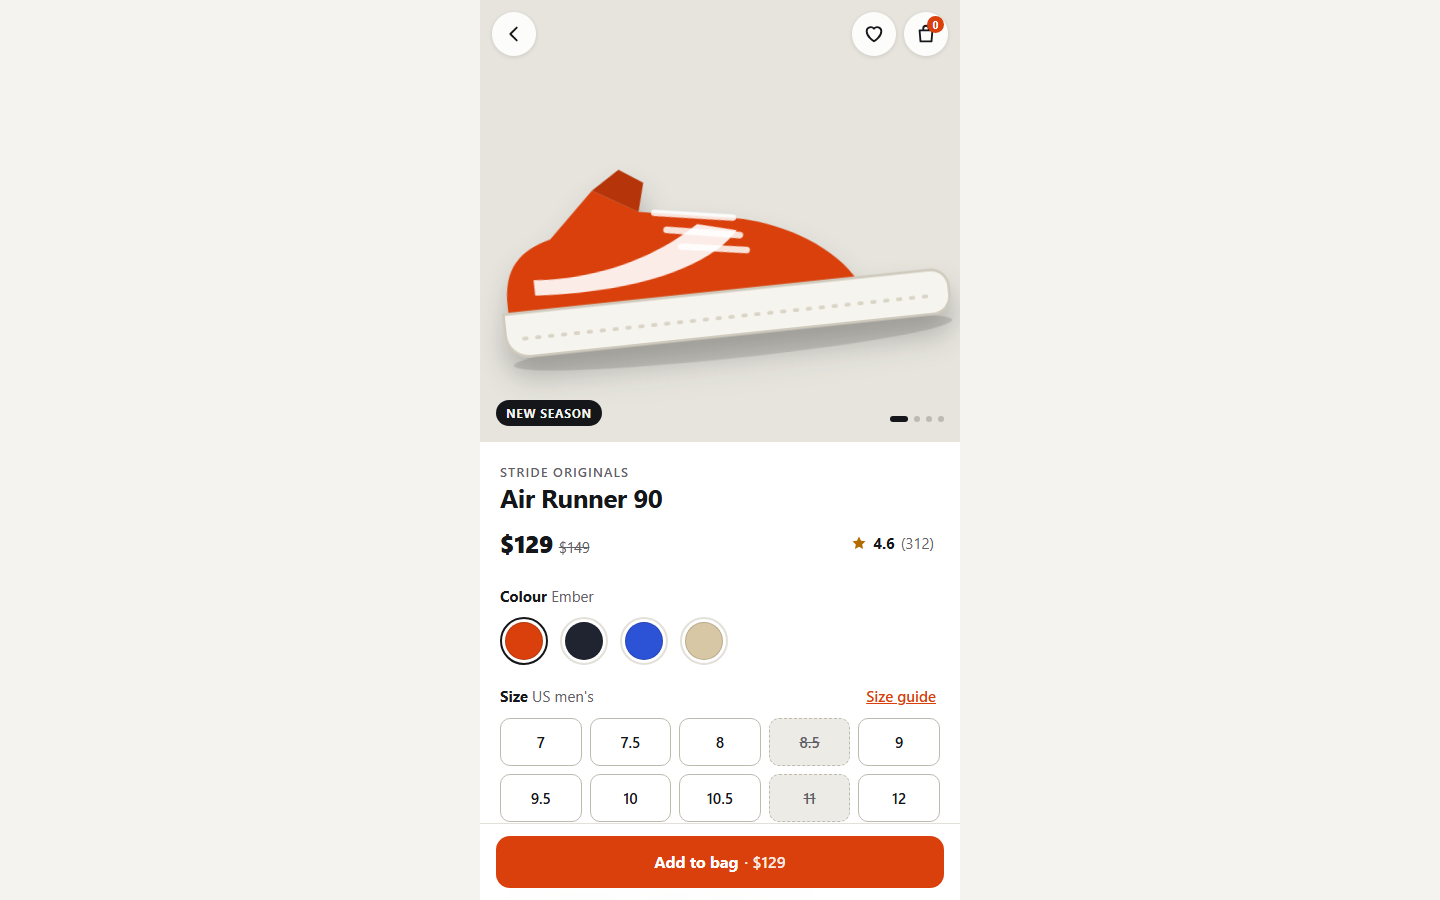 0
NEW SEASON
STRIDE ORIGINALS
Air Runner 90
$129 $149 4.6 (312)
Colour Ember
Size US men's Size guide
7 7.5 8 8.5 9
9.5 10 10.5 11 12
Add to bag · $129